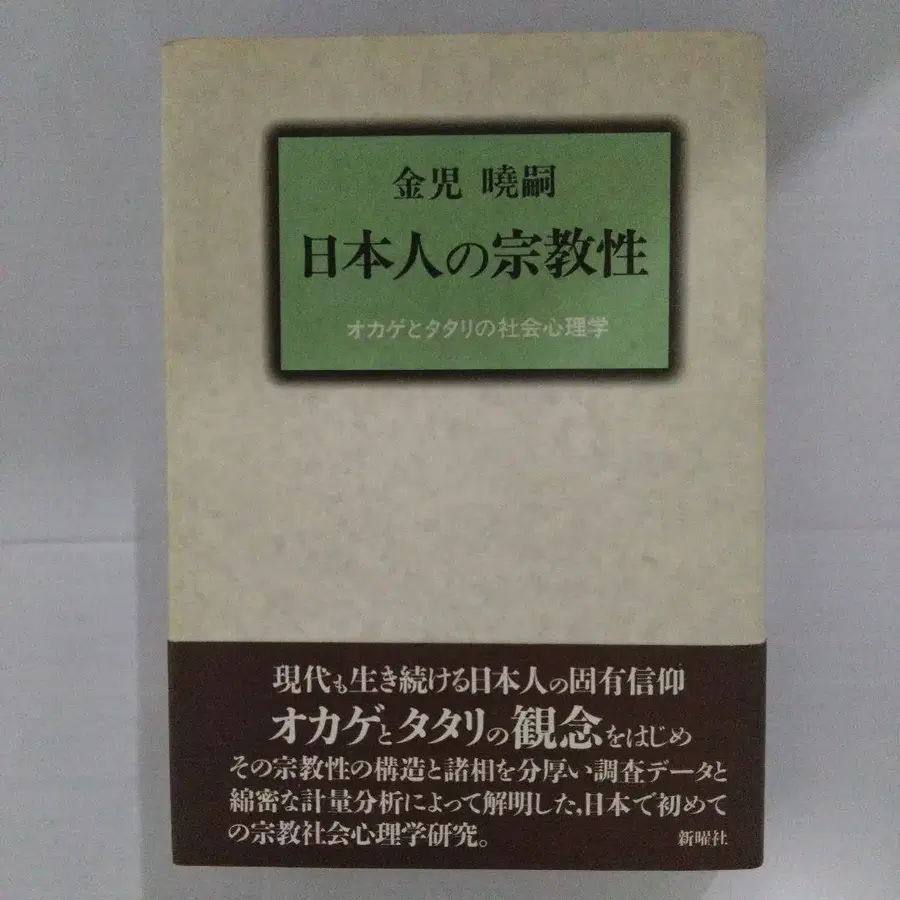 金児 曉嗣
日本人の宗教性
オカゲとタタリの社会心理学
現代も生き続ける日本人の固有信仰
オカゲとタタリの観念をはじめ
その宗教性の構造と諸相を分厚い調査データと
綿密な計量分析によって解明した,日本で初めて
の宗教社会心理学研究。
新曜社